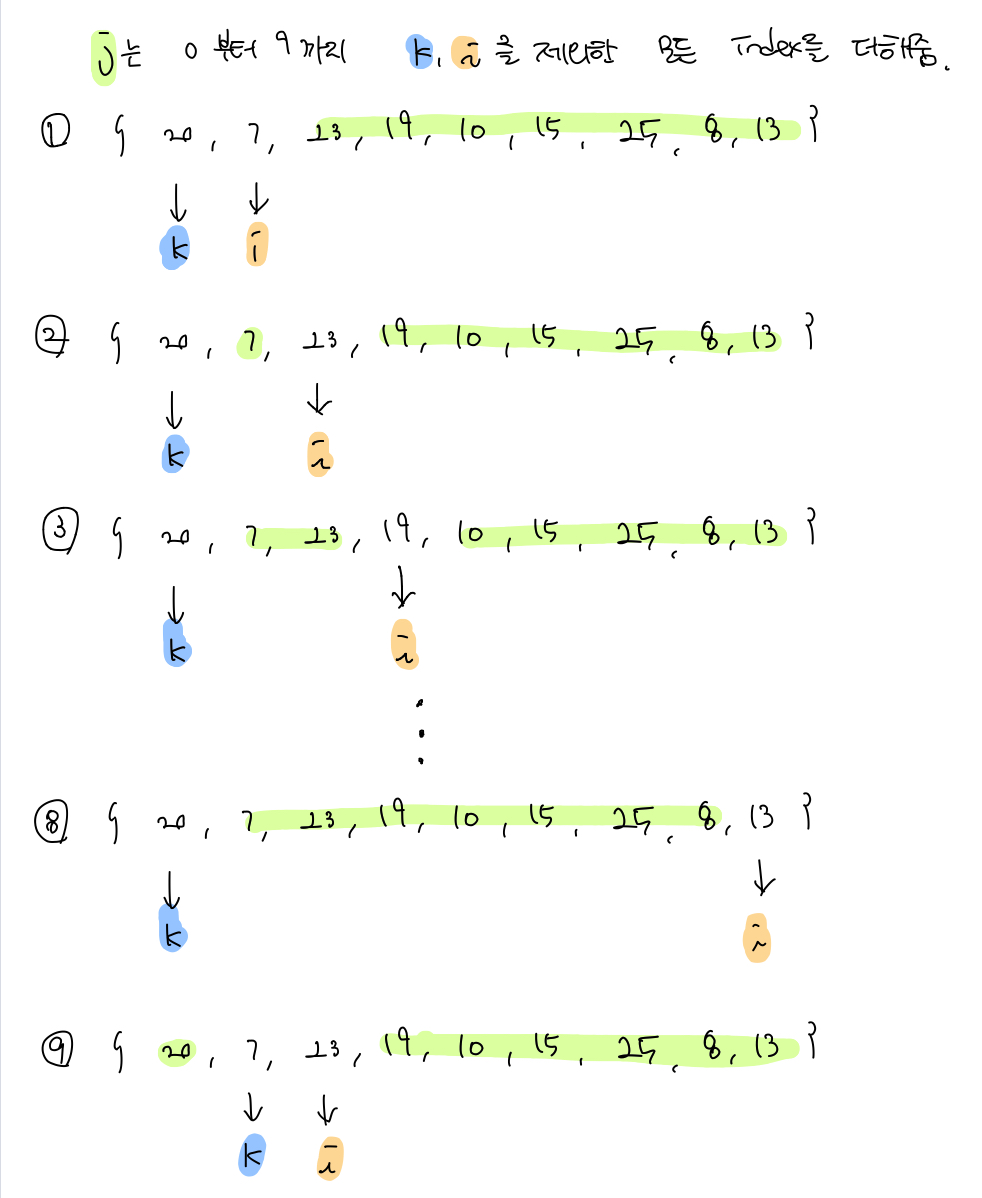 j는 0부터 9까지 k, i을 제외한 모든 index를 더해줌.
① { 20, 7, 23, 19, 10, 15, 25, 8, 13 }
↓ ↓
k i
② { 20, 7, 23, 19, 10, 15, 25, 8, 13 }
↓ ↓
k i
③ { 20, 7, 23, 19, 10, 15, 25, 8, 13 }
↓ ↓
k i
⋮
⑧ { 20, 7, 23, 19, 10, 15, 25, 8, 13 }
↓ ↓
k i
⑨ { 20, 7, 23, 19, 10, 15, 25, 8, 13 }
↓ ↓
k i